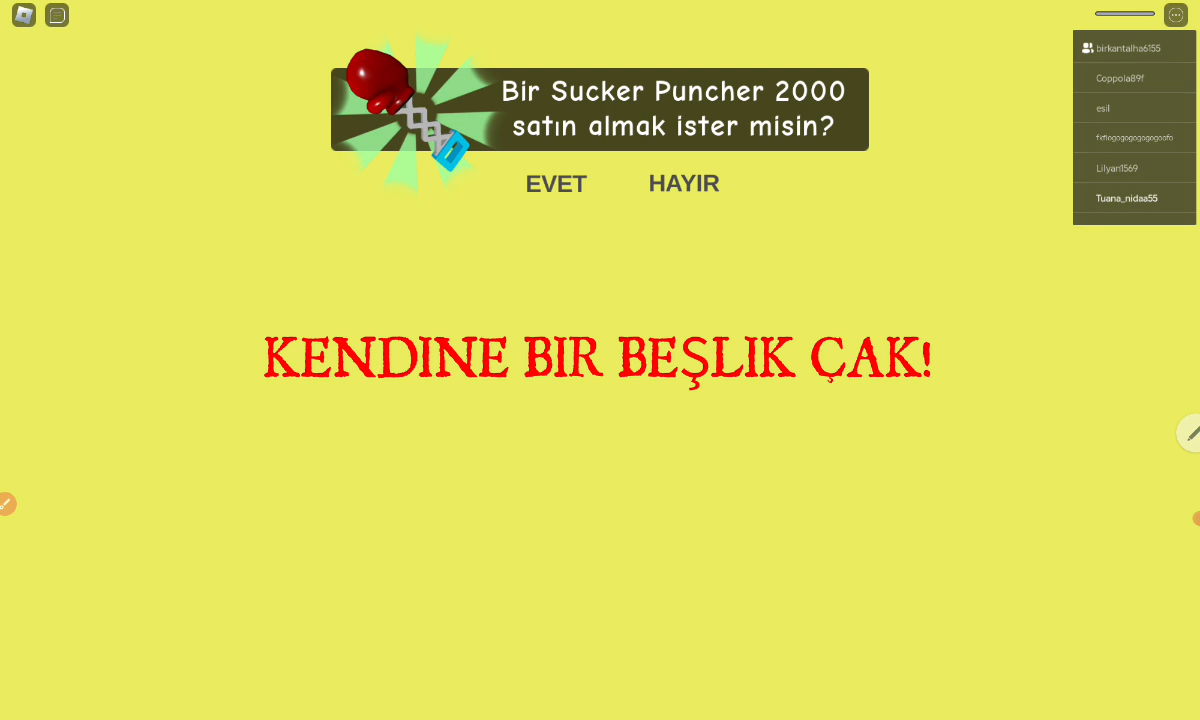 Bir Sucker Puncher 2000
satın almak ister misin?
EVET HAYIR
KENDINE BIR BEŞLIK ÇAK!
birkantalha6155
Coppola89f
esil
Lilyan1569
Tuana_nidaa55